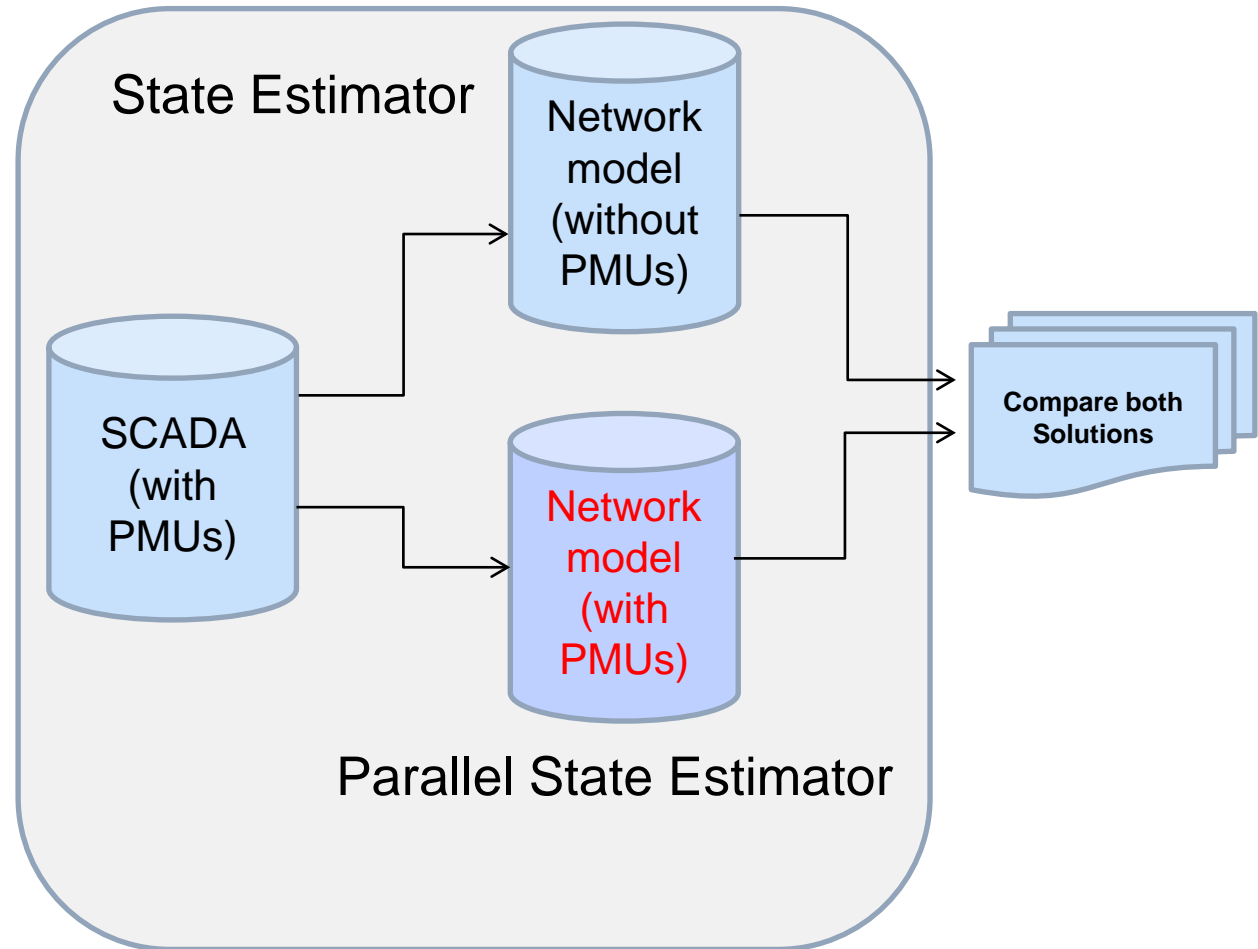 State Estimator
Network
model
(without
PMUs)
SCADA
(with
PMUs)
Network
model
(with
PMUs)
Compare both
Solutions
Parallel State Estimator